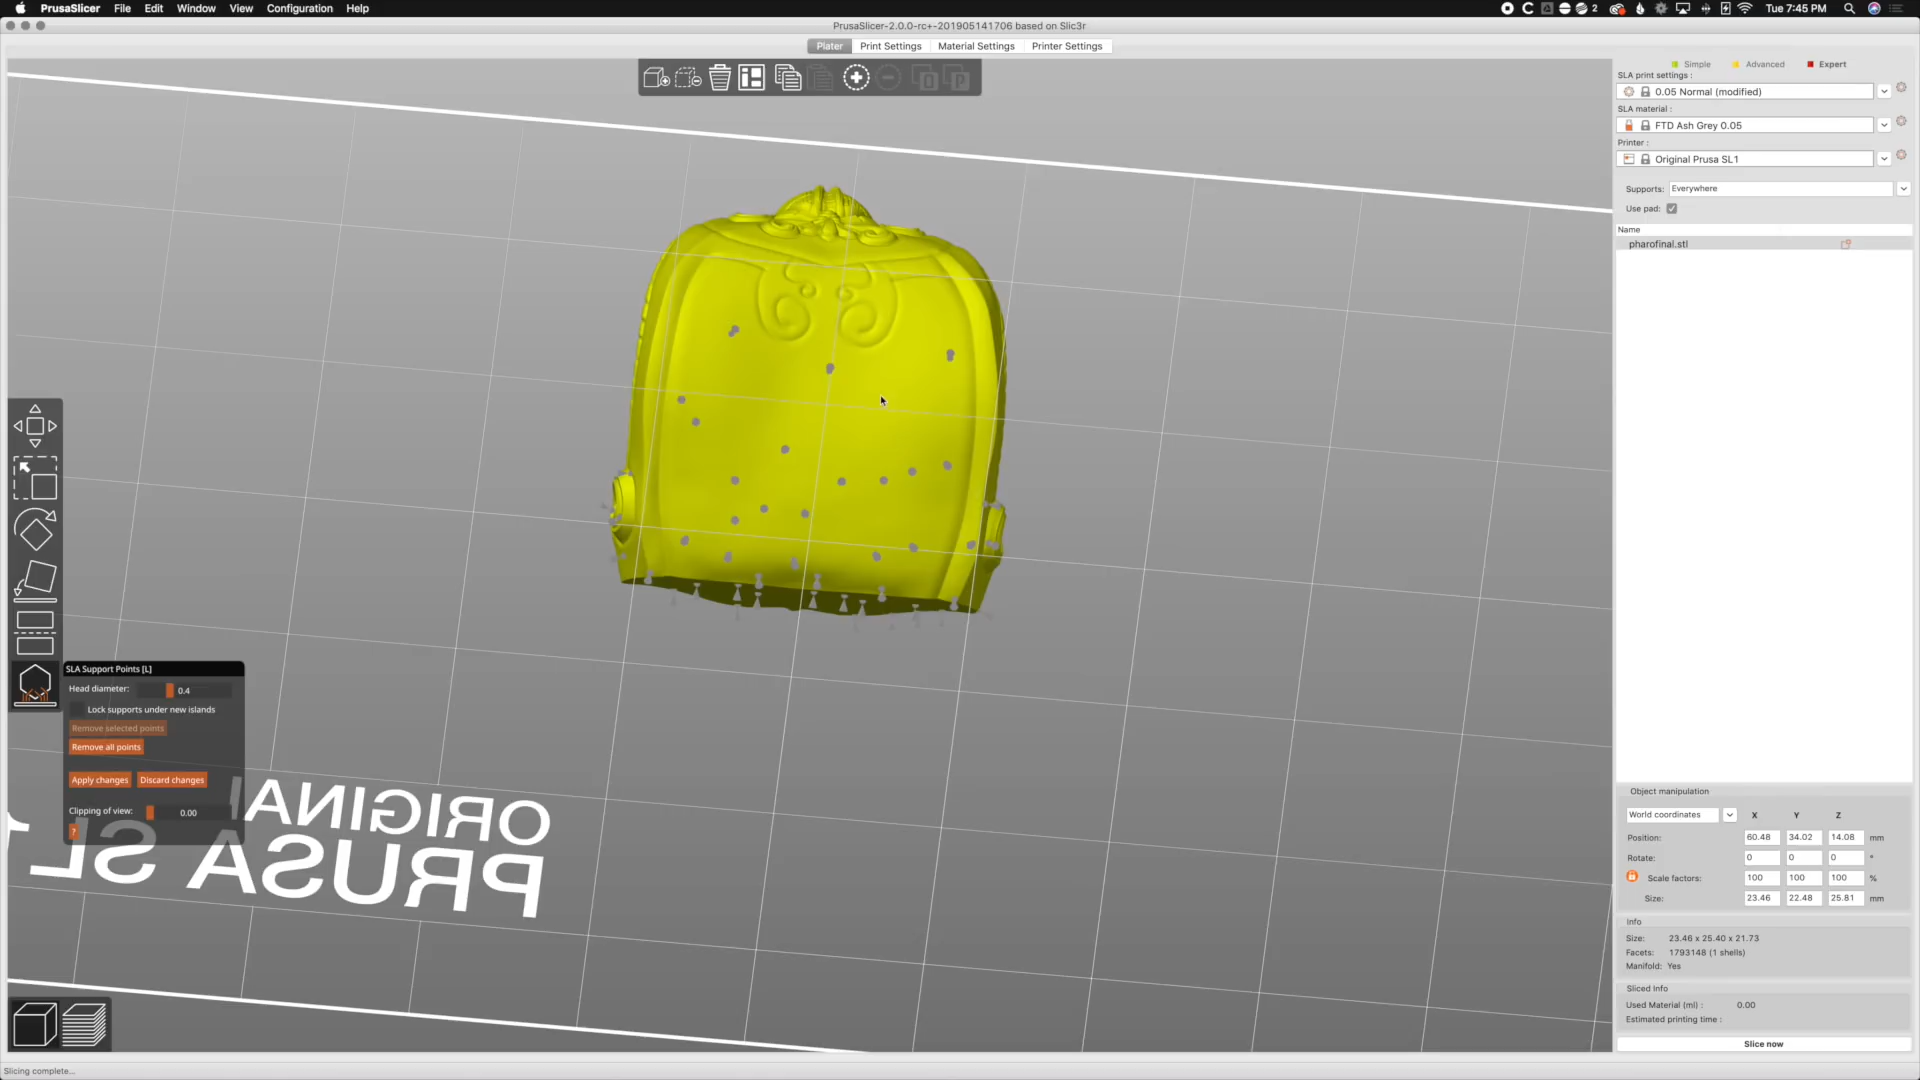 PrusaSlicer File Edit Window View Configuration Help
2 Tue 7:45 PM
PrusaSlicer-2.0.0-rc+-201905141706 based on Slic3r
Plater Print Settings Material Settings Printer Settings
Simple Advanced Expert
SLA print settings :
0.05 Normal (modified)
SLA material :
FTD Ash Grey 0.05
Printer :
Original Prusa SL1
Supports: Everywhere
Use pad:
Name
pharofinal.stl
SLA Support Points [L]
Head diameter: 0.4
Lock supports under new islands
Remove selected points
Remove all points
Apply changes Discard changes
Clipping of view: 0.00
?
ORIGINAL
PRUSA SL1
Object manipulation
World coordinates X Y Z
Position: 60.48 34.02 14.08 mm
Rotate: 0 0 0 °
Scale factors: 100 100 100 %
Size: 23.46 22.48 25.81 mm
Info
Size: 23.46 x 25.40 x 21.73
Facets: 1793148 (1 shells)
Manifold: Yes
Sliced Info
Used Material (ml) : 0.00
Estimated printing time :
Slice now
Slicing complete...